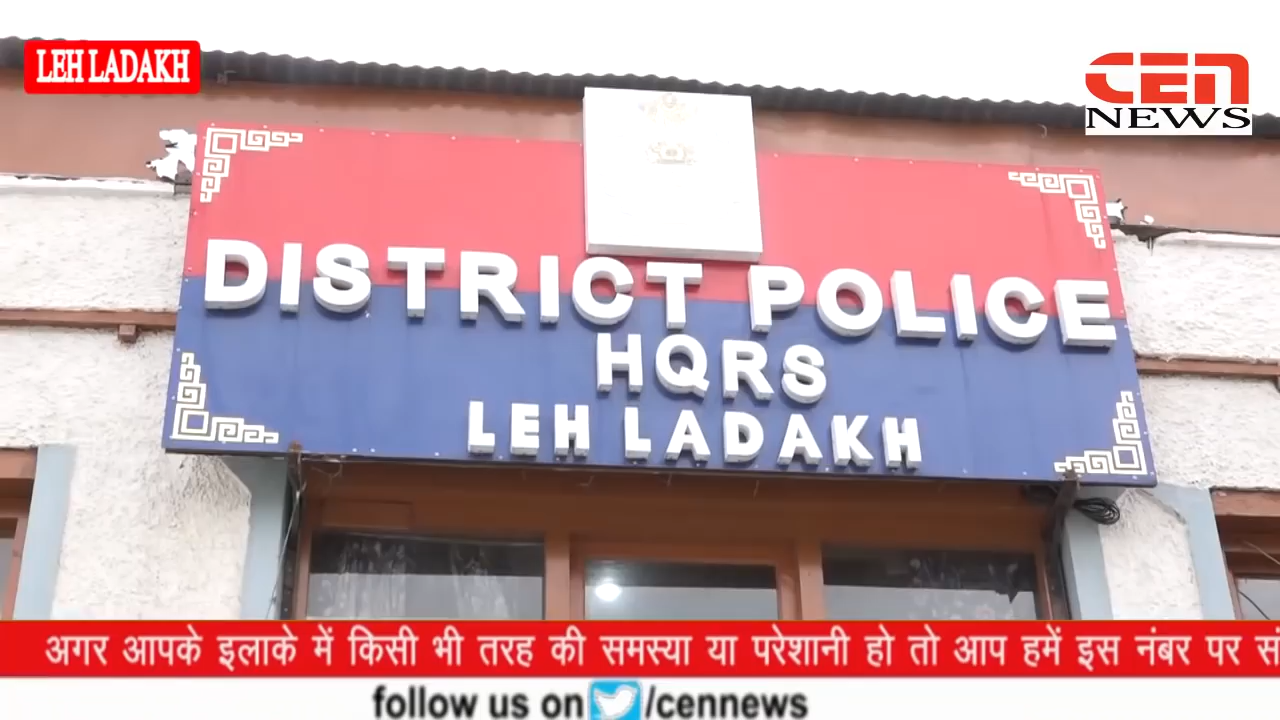 LEH LADAKH
CEN
NEWS
DISTRICT POLICE
HQRS
LEH LADAKH
अगर आपके इलाके में किसी भी तरह की समस्या या परेशानी हो तो आप हमें इस नंबर पर सं
follow us on /cennews